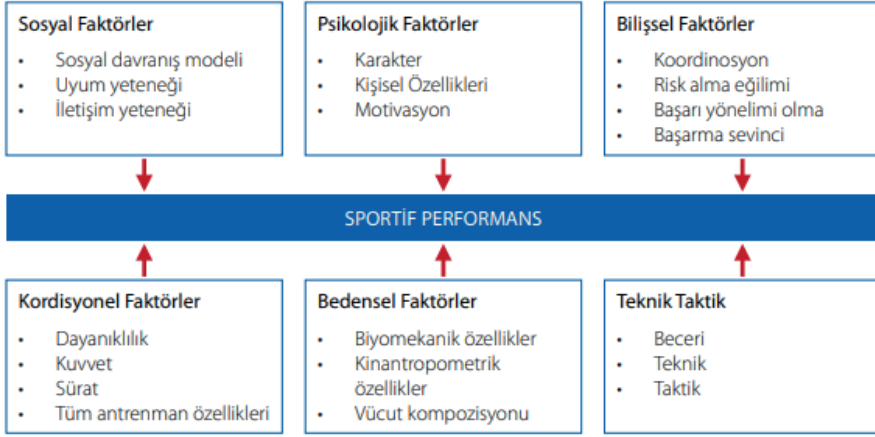 Sosyal Faktörler
• Sosyal davranış modeli
• Uyum yeteneği
• İletişim yeteneği
Psikolojik Faktörler
• Karakter
• Kişisel Özellikleri
• Motivasyon
Bilişsel Faktörler
• Koordinosyon
• Risk alma eğilimi
• Başarı yönelimi olma
• Başarma sevinci
SPORTİF PERFORMANS
Kordisyonel Faktörler
• Dayanıklılık
• Kuvvet
• Sürat
• Tüm antrenman özellikleri
Bedensel Faktörler
• Biyomekanik özellikler
• Kinantropometrik
özellikler
• Vücut kompozisyonu
Teknik Taktik
• Beceri
• Teknik
• Taktik